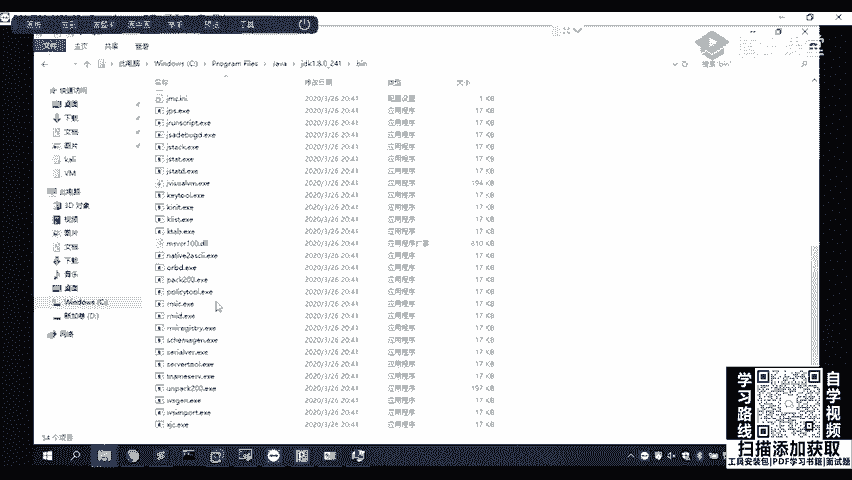 文件 主页 共享 查看
此电脑 Windows (C:) Program Files Java jdk1.8.0_241 bin
名称 修改日期 类型 大小
jmc.ini 2020/3/26 20:41 配置设置 1 KB
jps.exe 2020/3/26 20:41 应用程序 17 KB
jrunscript.exe 2020/3/26 20:41 应用程序 17 KB
jsadebugd.exe 2020/3/26 20:41 应用程序 17 KB
jstack.exe 2020/3/26 20:41 应用程序 17 KB
jstat.exe 2020/3/26 20:41 应用程序 17 KB
jstatd.exe 2020/3/26 20:41 应用程序 17 KB
jvisualvm.exe 2020/3/26 20:41 应用程序 194 KB
keytool.exe 2020/3/26 20:41 应用程序 17 KB
kinit.exe 2020/3/26 20:41 应用程序 17 KB
klist.exe 2020/3/26 20:41 应用程序 17 KB
ktab.exe 2020/3/26 20:41 应用程序 17 KB
msvcr100.dll 2020/3/26 20:41 应用程序扩展 810 KB
native2ascii.exe 2020/3/26 20:41 应用程序 17 KB
orbd.exe 2020/3/26 20:41 应用程序 17 KB
pack200.exe 2020/3/26 20:41 应用程序 17 KB
policytool.exe 2020/3/26 20:41 应用程序 17 KB
rmic.exe 2020/3/26 20:41 应用程序 17 KB
rmid.exe 2020/3/26 20:41 应用程序 17 KB
rmiregistry.exe 2020/3/26 20:41 应用程序 17 KB
schemagen.exe 2020/3/26 20:41 应用程序 17 KB
serialver.exe 2020/3/26 20:41 应用程序 17 KB
servertool.exe 2020/3/26 20:41 应用程序 17 KB
tnameserv.exe 2020/3/26 20:41 应用程序 17 KB
unpack200.exe 2020/3/26 20:41 应用程序 197 KB
wsgen.exe 2020/3/26 20:41 应用程序 17 KB
wsimport.exe 2020/3/26 20:41 应用程序 17 KB
xjc.exe 2020/3/26 20:41 应用程序 17 KB
快速访问
桌面
下载
文档
图片
kali
VM
此电脑
3D 对象
视频
图片
文档
下载
音乐
桌面
Windows (C:)
新加卷 (D:)
网络
54 个项目
学习路线
自学视频
扫描添加获取
工具安装包|PDF学习书籍|面试题